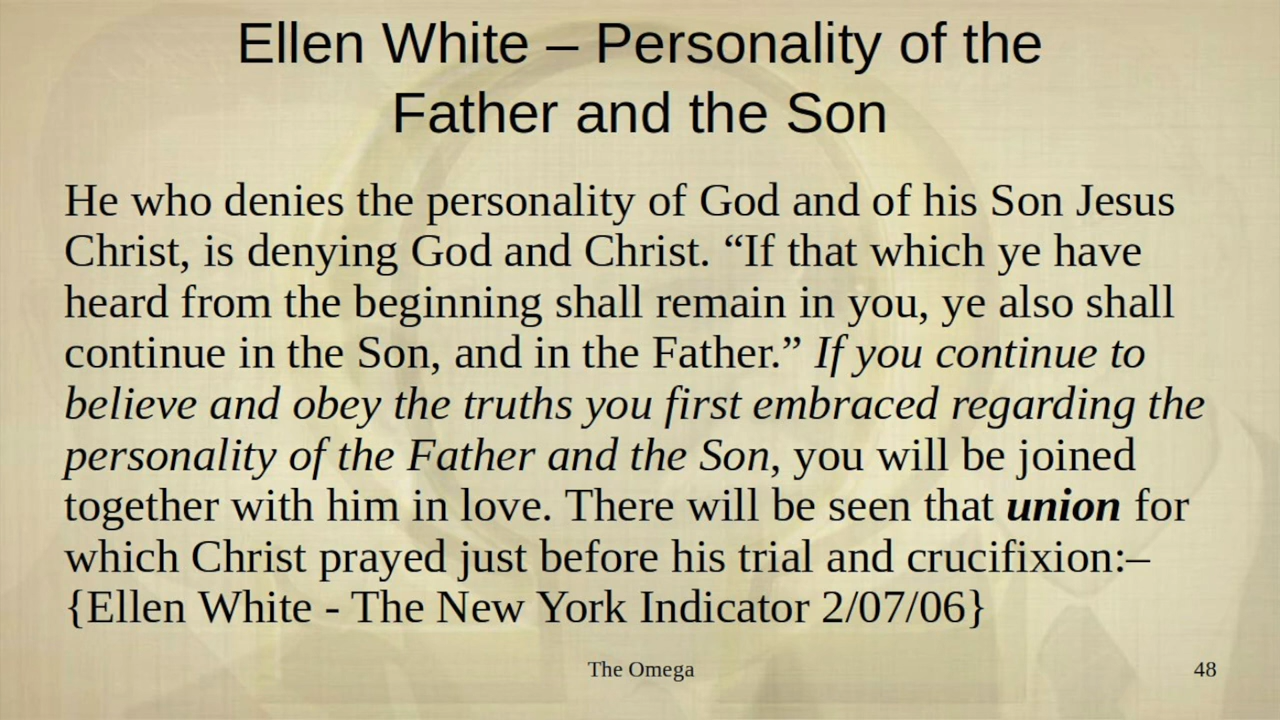 Ellen White – Personality of the
Father and the Son
He who denies the personality of God and of his Son Jesus
Christ, is denying God and Christ. “If that which ye have
heard from the beginning shall remain in you, ye also shall
continue in the Son, and in the Father.” If you continue to
believe and obey the truths you first embraced regarding the
personality of the Father and the Son, you will be joined
together with him in love. There will be seen that union for
which Christ prayed just before his trial and crucifixion:–
{Ellen White - The New York Indicator 2/07/06}
The Omega
48